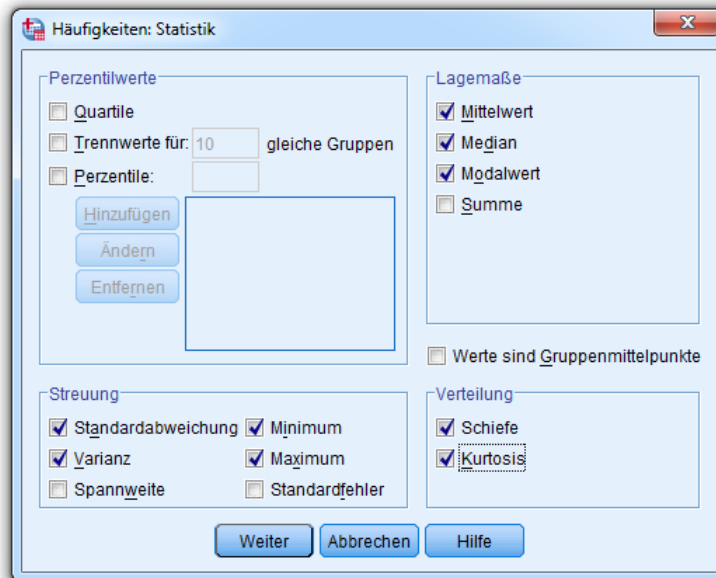 Häufigkeiten: Statistik
Perzentilwerte
Quartile
Trennwerte für: 10 gleiche Gruppen
Perzentile:
Hinzufügen
Ändern
Entfernen
Lagemaße
Mittelwert
Median
Modalwert
Summe
Werte sind Gruppenmittelpunkte
Streuung
Standardabweichung Minimum
Varianz Maximum
Spannweite Standardfehler
Verteilung
Schiefe
Kurtosis
Weiter Abbrechen Hilfe